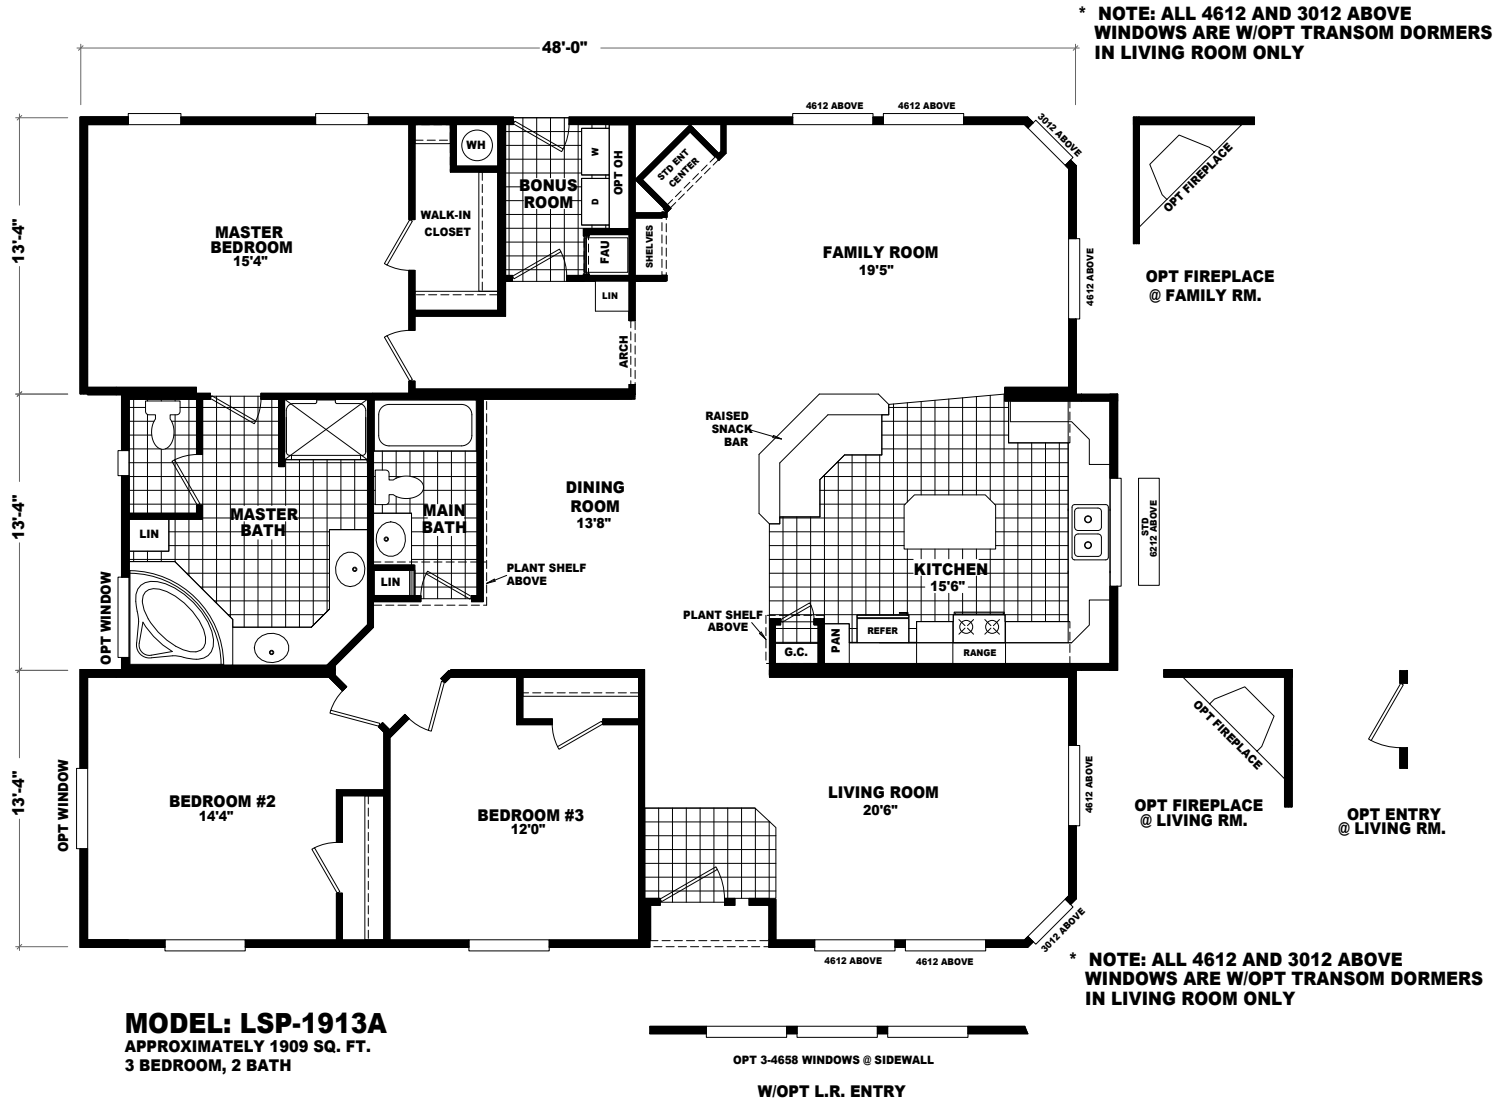 * NOTE: ALL 4612 AND 3012 ABOVE
WINDOWS ARE W/OPT TRANSOM DORMERS
IN LIVING ROOM ONLY
48'-0"
4612 ABOVE
4612 ABOVE
3012 ABOVE
13'-4"
WH
W
D
OPT OH
BONUS
ROOM
STD ENT
CENTER
OPT FIREPLACE
WALK-IN
CLOSET
MASTER
BEDROOM
15'4"
FAU
SHELVES
FAMILY ROOM
19'5"
4612 ABOVE
OPT FIREPLACE
@ FAMILY RM.
LIN
ARCH
RAISED
SNACK
BAR
13'-4"
DINING
ROOM
13'8"
MAIN
BATH
MASTER
BATH
LIN
STD
6212 ABOVE
KITCHEN
15'6"
PLANT SHELF
ABOVE
LIN
OPT WINDOW
PLANT SHELF
ABOVE
G.C.
PAN
REFER
RANGE
OPT FIREPLACE
13'-4"
OPT WINDOW
BEDROOM #2
14'4"
BEDROOM #3
12'0"
LIVING ROOM
20'6"
4612 ABOVE
OPT FIREPLACE
@ LIVING RM.
OPT ENTRY
@ LIVING RM.
3012 ABOVE
4612 ABOVE
4612 ABOVE
* NOTE: ALL 4612 AND 3012 ABOVE
WINDOWS ARE W/OPT TRANSOM DORMERS
IN LIVING ROOM ONLY
MODEL: LSP-1913A
APPROXIMATELY 1909 SQ. FT.
3 BEDROOM, 2 BATH
OPT 3-4658 WINDOWS @ SIDEWALL
W/OPT L.R. ENTRY